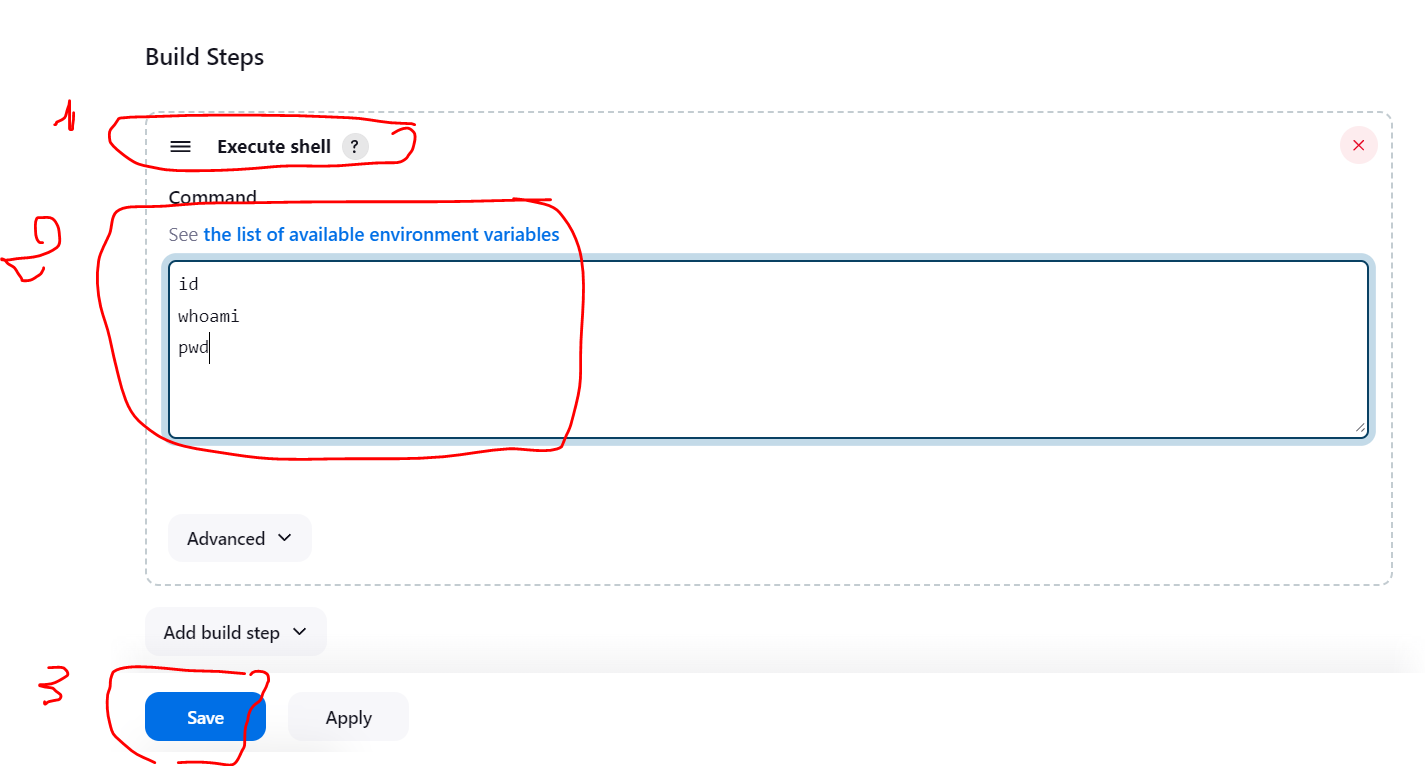 Build Steps
1
Execute shell ?
Command
See the list of available environment variables
2
id
whoami
pwd
Advanced
Add build step
3
Save Apply